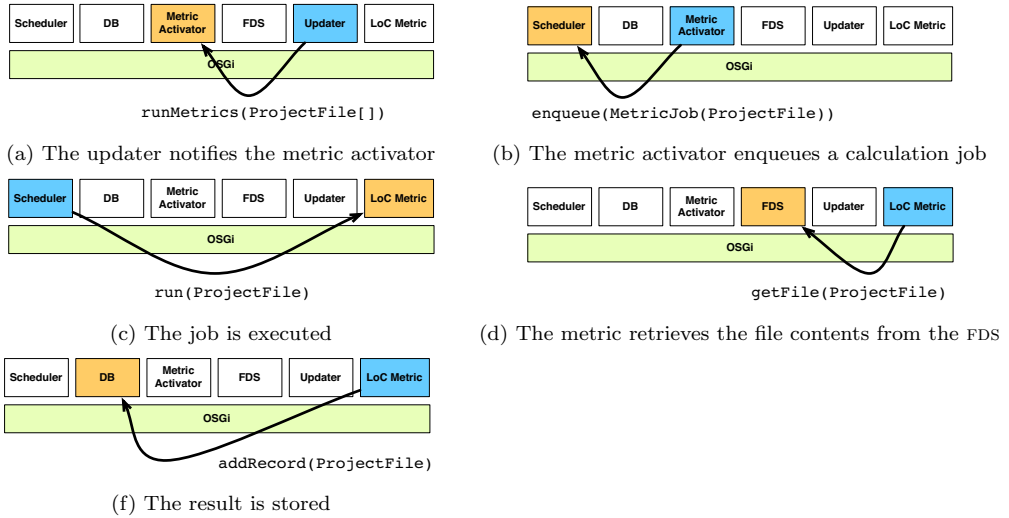 Scheduler DB Metric Activator FDS Updater LoC Metric
OSGi
runMetrics(ProjectFile[])
(a) The updater notifies the metric activator
Scheduler DB Metric Activator FDS Updater LoC Metric
OSGi
enqueue(MetricJob(ProjectFile))
(b) The metric activator enqueues a calculation job
Scheduler DB Metric Activator FDS Updater LoC Metric
OSGi
run(ProjectFile)
(c) The job is executed
Scheduler DB Metric Activator FDS Updater LoC Metric
OSGi
getFile(ProjectFile)
(d) The metric retrieves the file contents from the FDS
Scheduler DB Metric Activator FDS Updater LoC Metric
OSGi
addRecord(ProjectFile)
(f) The result is stored